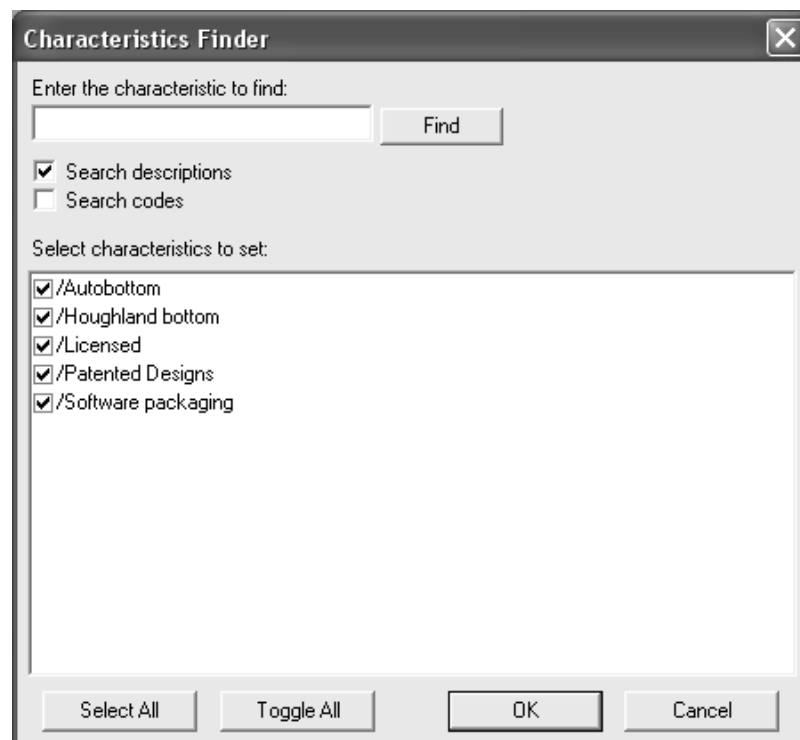 Characteristics Finder
Enter the characteristic to find:
Find
Search descriptions
Search codes
Select characteristics to set:
/Autobottom
/Houghland bottom
/Licensed
/Patented Designs
/Software packaging
Select All Toggle All OK Cancel